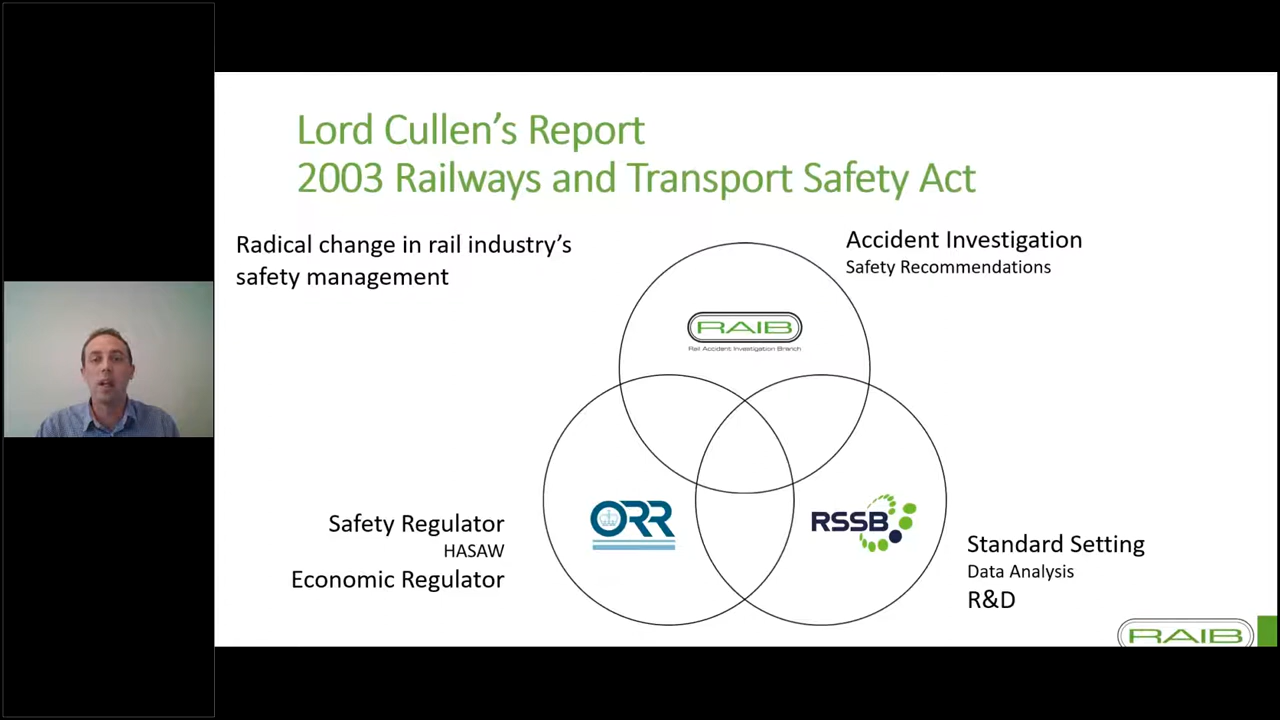 Lord Cullen's Report
2003 Railways and Transport Safety Act
Radical change in rail industry's
safety management
Accident Investigation
Safety Recommendations
RAIB
Rail Accident Investigation Branch
ORR
RSSB
Safety Regulator
HASAW
Economic Regulator
Standard Setting
Data Analysis
R&D
RAIB